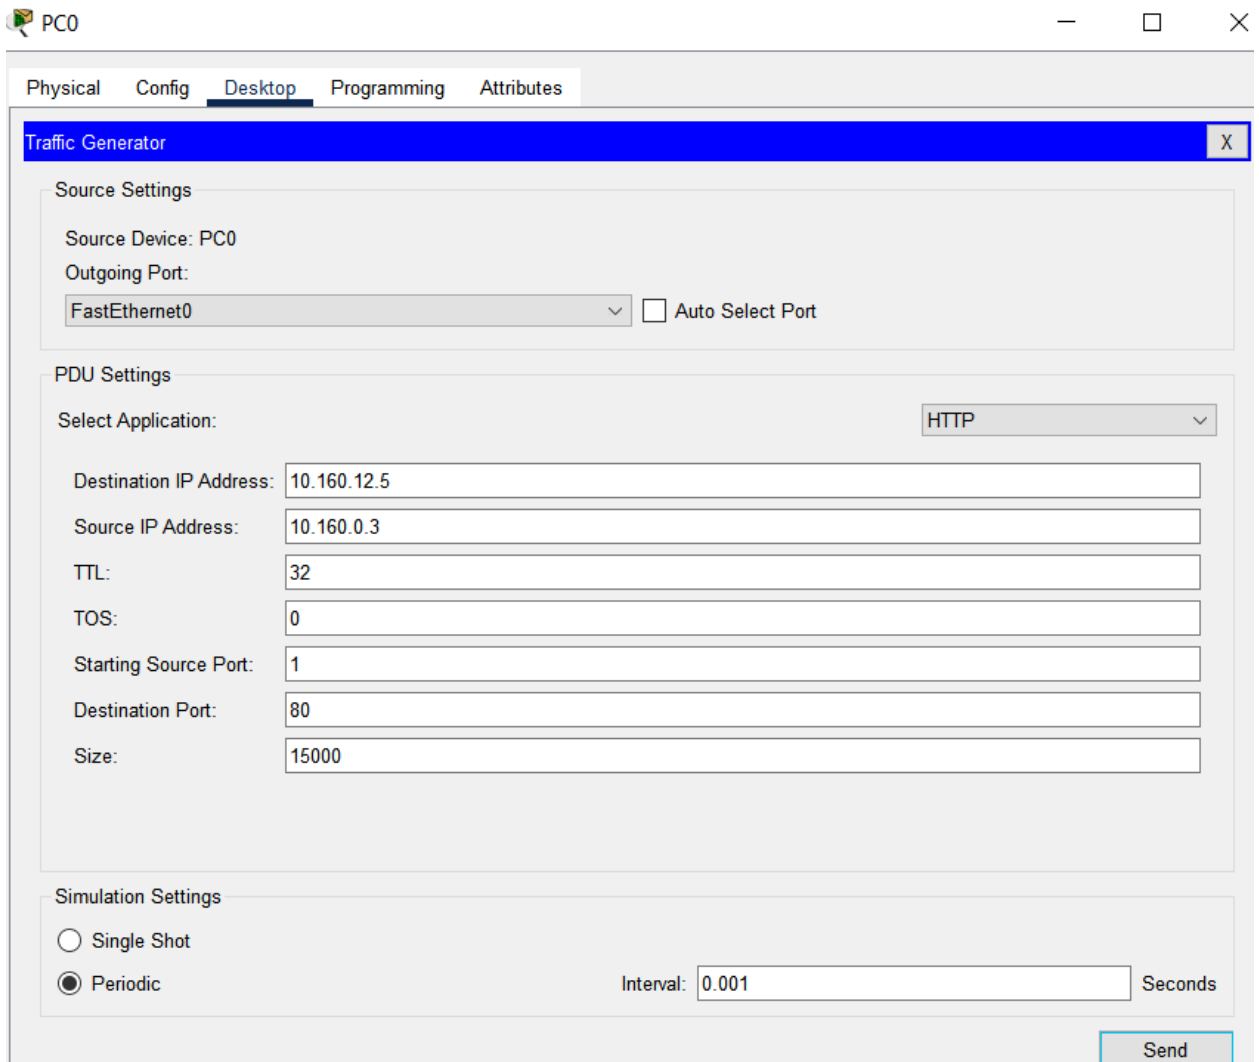 PC0
Physical Config Desktop Programming Attributes
Traffic Generator X
Source Settings
Source Device: PC0
Outgoing Port:
FastEthernet0 Auto Select Port
PDU Settings
Select Application: HTTP
Destination IP Address: 10.160.12.5
Source IP Address: 10.160.0.3
TTL: 32
TOS: 0
Starting Source Port: 1
Destination Port: 80
Size: 15000
Simulation Settings
Single Shot
Periodic Interval: 0.001 Seconds
Send